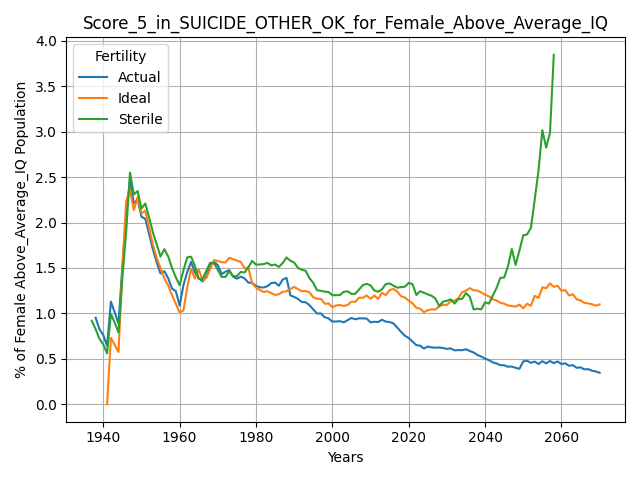 Score_5_in_SUICIDE_OTHER_OK_for_Female_Above_Average_IQ
% of Female Above_Average_IQ Population
4.0
3.5
3.0
2.5
2.0
1.5
1.0
0.5
0.0
Fertility
Actual
Ideal
Sterile
1940 1960 1980 2000 2020 2040 2060
Years